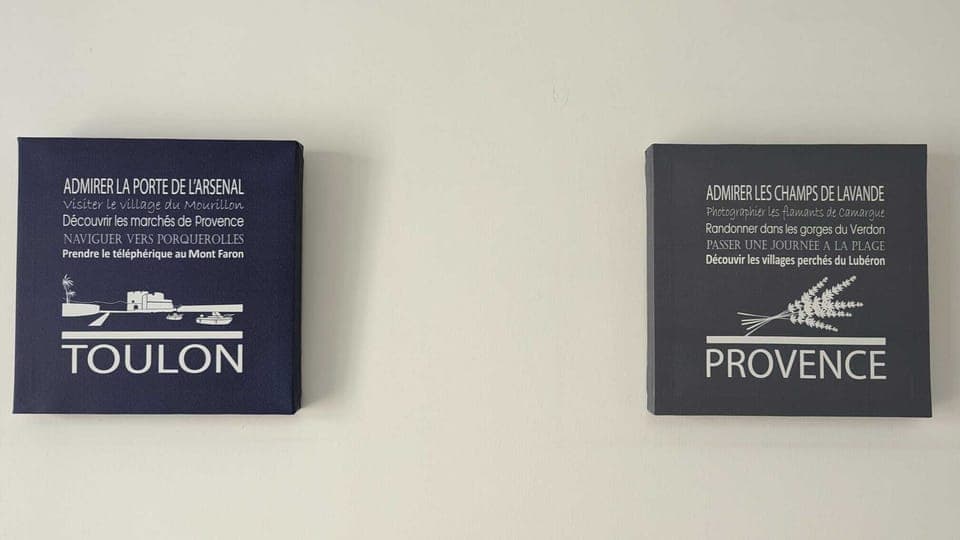 ADMIRER LA PORTE DE L'ARSENAL
Visiter le village du Mourillon
Découvrir les marchés de Provence
NAVIGUER VERS PORQUEROLLES
Prendre le téléphérique au Mont Faron
TOULON
ADMIRER LES CHAMPS DE LAVANDE
Photographier les flamants de Camargue
Randonner dans les gorges du Verdon
PASSER UNE JOURNÉE A LA PLAGE
Découvir les villages perchés du Lubéron
PROVENCE